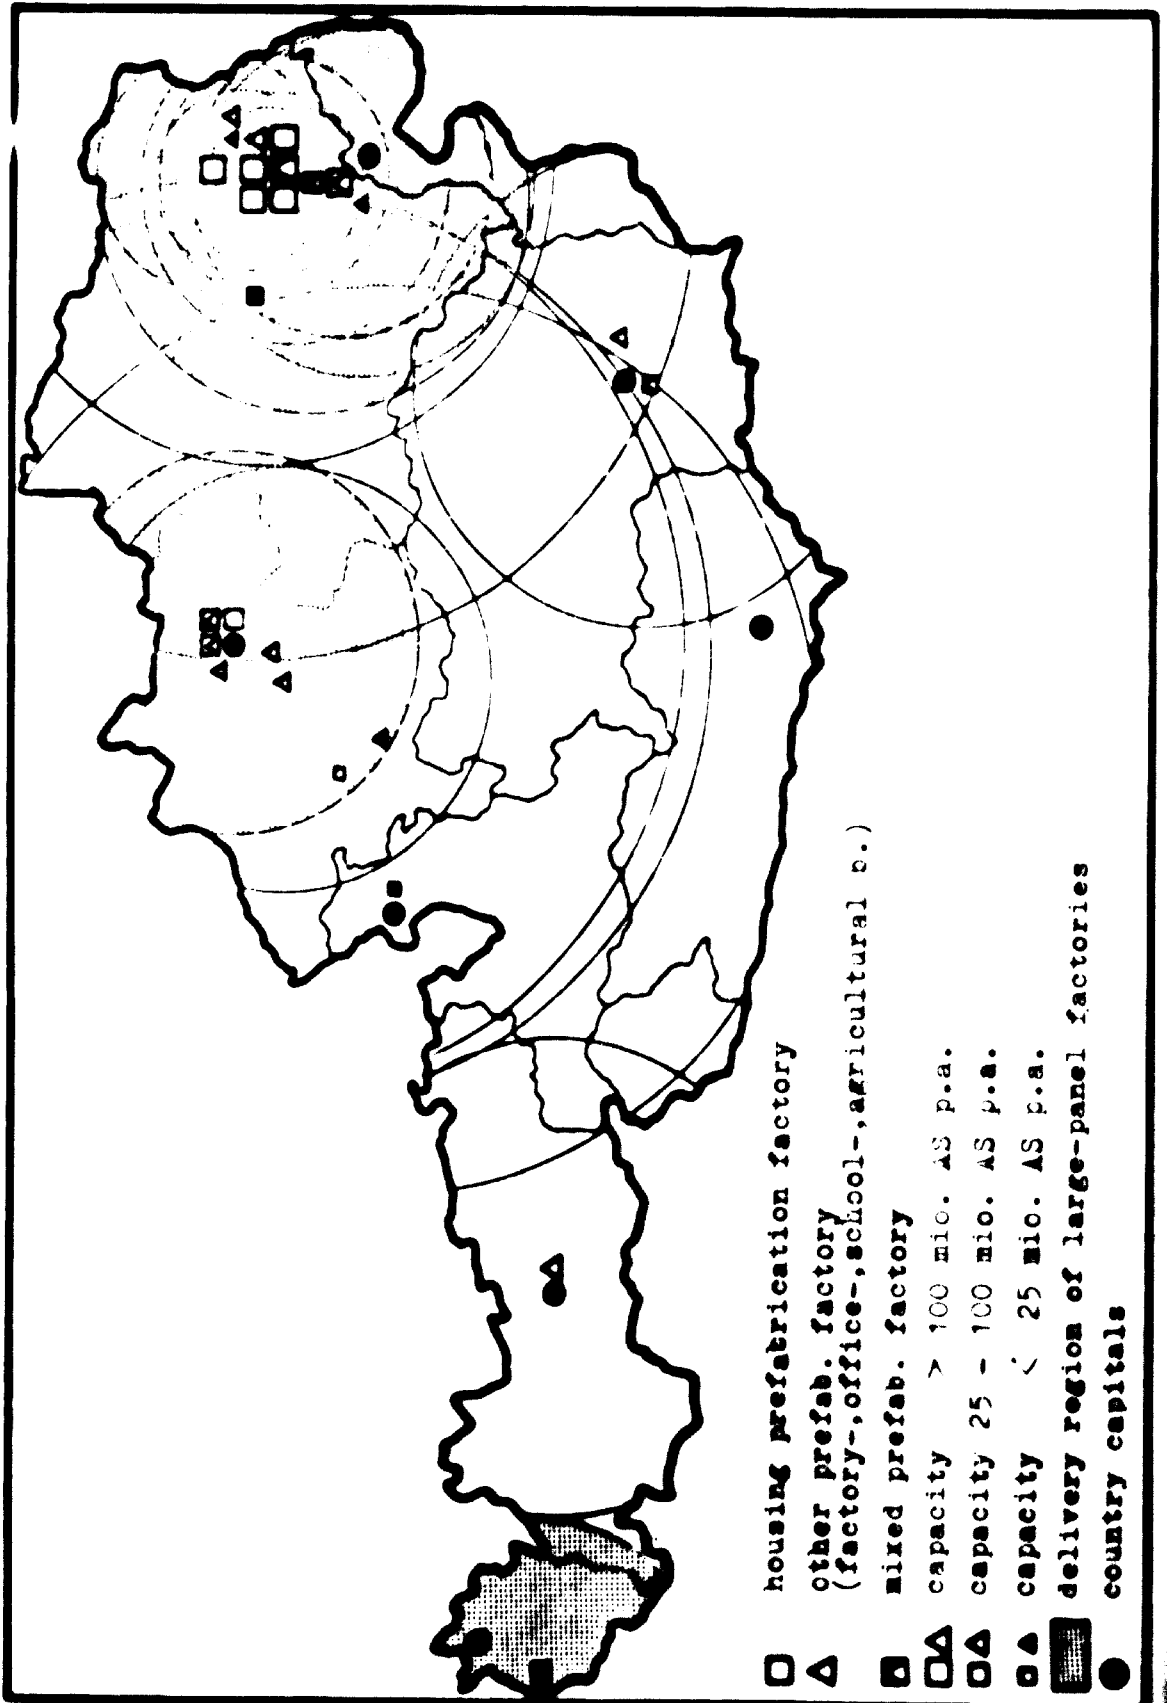 housing prefabrication factory
other prefab. factory
(factory-,office-,school-,agricultural p.)
mixed prefab. factory
capacity > 100 mio. AS p.a.
capacity 25 - 100 mio. AS p.a.
capacity < 25 mio. AS p.a.
delivery region of large-panel factories
country capitals